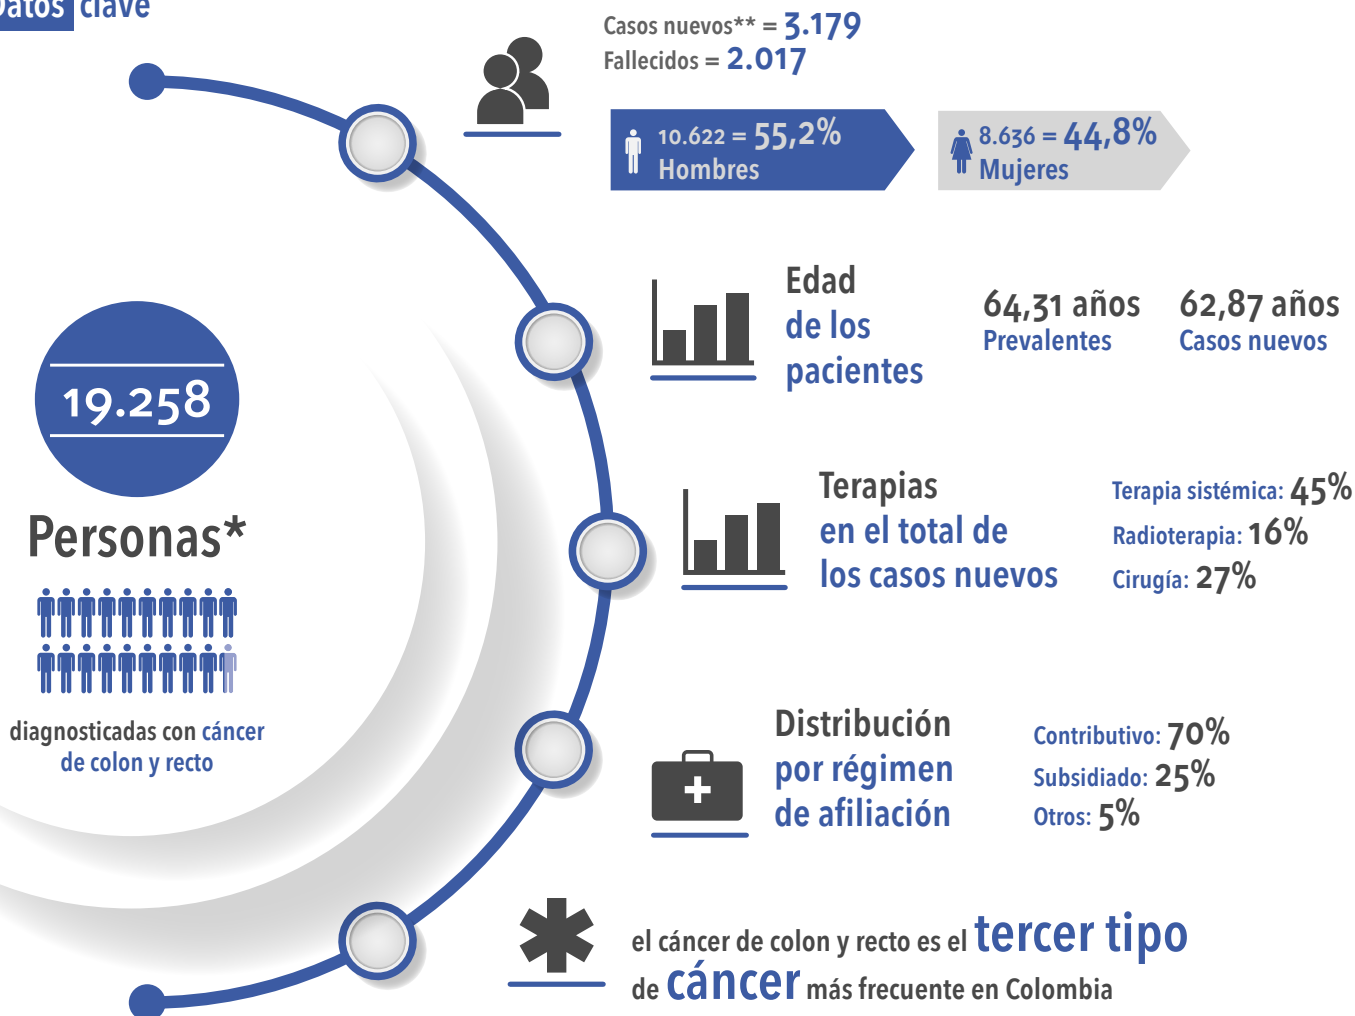 Datos clave
Casos nuevos** = 3.179
Fallecidos = 2.017
10.622 = 55,2%
Hombres
8.636 = 44,8%
Mujeres
Edad
de los
pacientes
64,31 años
Prevalentes
62,87 años
Casos nuevos
19.258
Personas*
diagnosticadas con cáncer
de colon y recto
Terapias
en el total de
los casos nuevos
Terapia sistémica: 45%
Radioterapia: 16%
Cirugía: 27%
Distribución
por régimen
de afiliación
Contributivo: 70%
Subsidiado: 25%
Otros: 5%
el cáncer de colon y recto es el tercer tipo
de cáncer más frecuente en Colombia